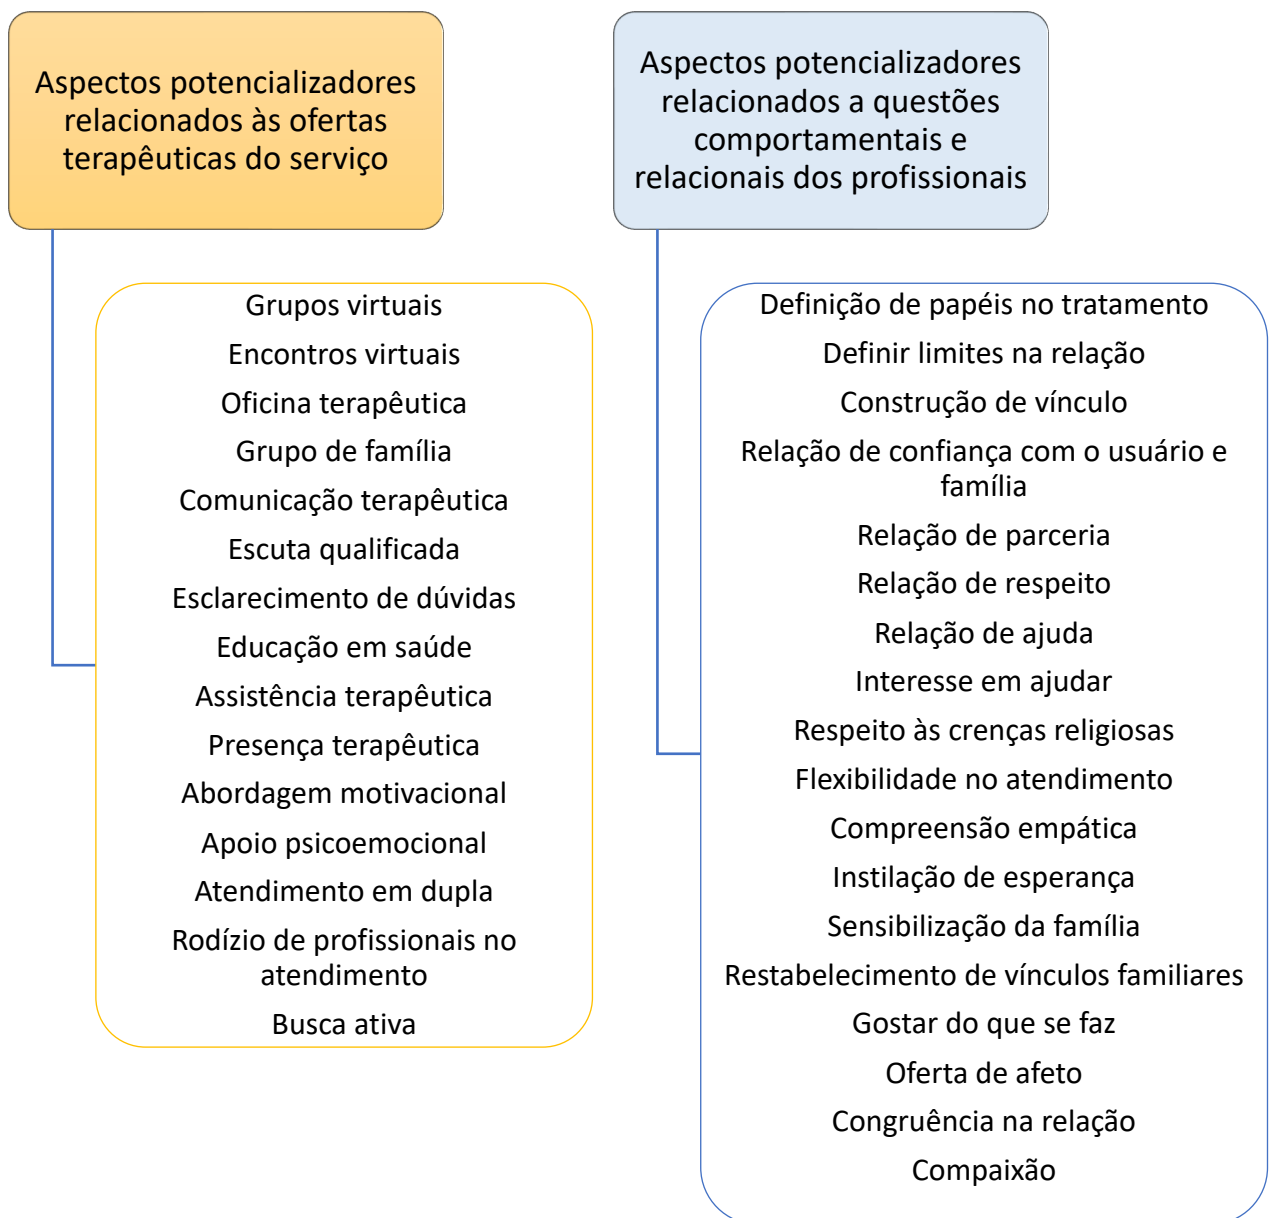 Aspectos potencializadores
relacionados às ofertas
terapêuticas do serviço
Grupos virtuais
Encontros virtuais
Oficina terapêutica
Grupo de família
Comunicação terapêutica
Escuta qualificada
Esclarecimento de dúvidas
Educação em saúde
Assistência terapêutica
Presença terapêutica
Abordagem motivacional
Apoio psicoemocional
Atendimento em dupla
Rodízio de profissionais no
atendimento
Busca ativa
Aspectos potencializadores
relacionados a questões
comportamentais e
relacionais dos profissionais
Definição de papéis no tratamento
Definir limites na relação
Construção de vínculo
Relação de confiança com o usuário e
família
Relação de parceria
Relação de respeito
Relação de ajuda
Interesse em ajudar
Respeito às crenças religiosas
Flexibilidade no atendimento
Compreensão empática
Instilação de esperança
Sensibilização da família
Restabelecimento de vínculos familiares
Gostar do que se faz
Oferta de afeto
Congruência na relação
Compaixão